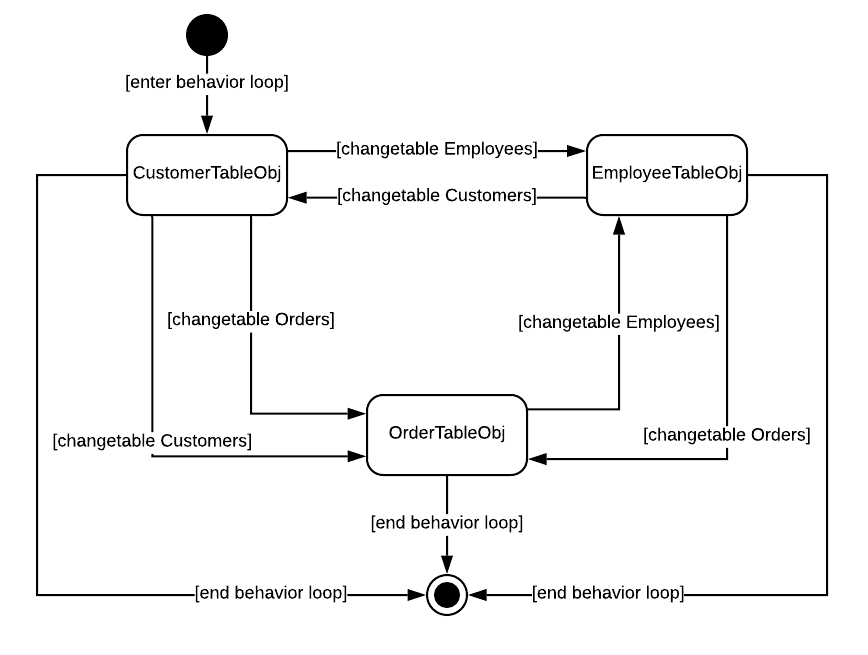 [enter behavior loop]
CustomerTableObj
[changetable Employees]
EmployeeTableObj
[changetable Customers]
[changetable Orders]
[changetable Employees]
[changetable Customers]
OrderTableObj
[changetable Orders]
[end behavior loop]
[end behavior loop]
[end behavior loop]